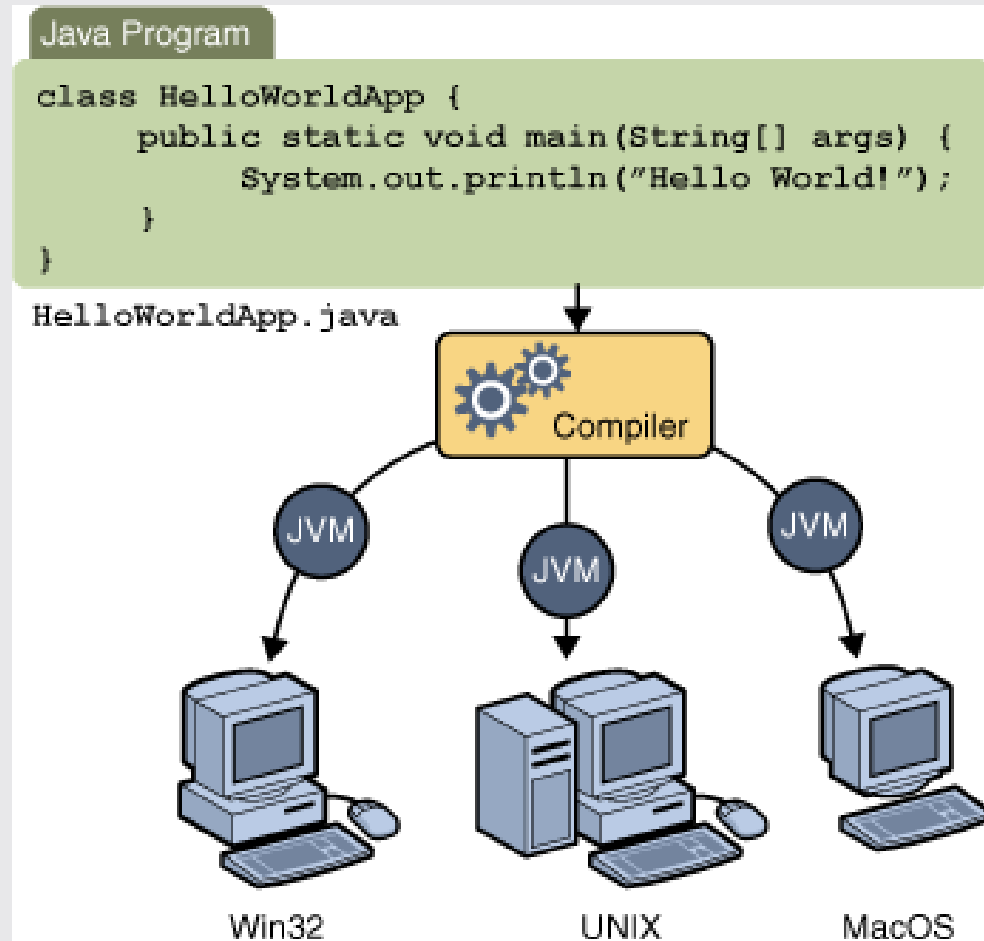 Java Program
class HelloWorldApp {
public static void main(String[] args) {
System.out.println("Hello World!");
}
}
HelloWorldApp.java
Compiler
JVM
JVM
JVM
Win32
UNIX
MacOS